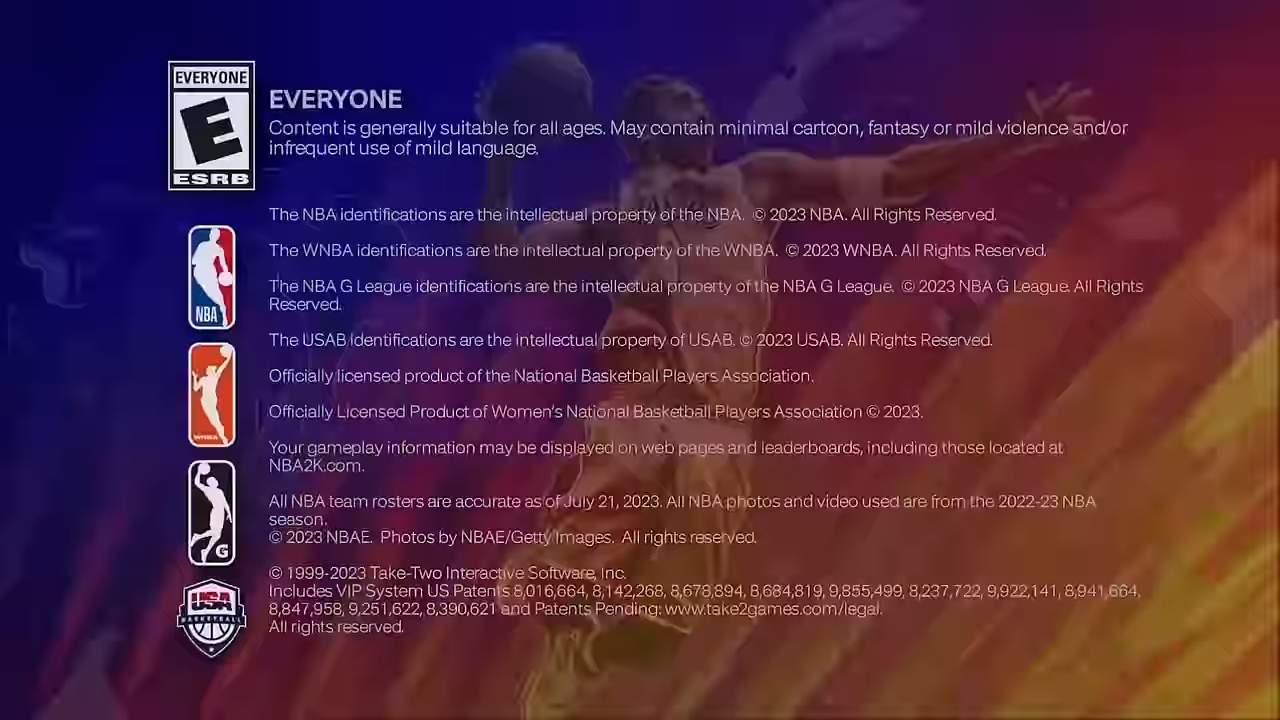 EVERYONE
E
ESRB
EVERYONE
Content is generally suitable for all ages. May contain minimal cartoon, fantasy or mild violence and/or
infrequent use of mild language.
The NBA identifications are the intellectual property of the NBA. © 2023 NBA. All Rights Reserved.
NBA
The WNBA identifications are the intellectual property of the WNBA. © 2023 WNBA. All Rights Reserved.
The NBA G League identifications are the intellectual property of the NBA G League. © 2023 NBA G League. All Rights
Reserved.
The USAB Identifications are the intellectual property of USAB. © 2023 USAB. All Rights Reserved.
WNBA
Officially licensed product of the National Basketball Players Association.
Officially Licensed Product of Women's National Basketball Players Association © 2023.
Your gameplay information may be displayed on web pages and leaderboards, including those located at
NBA2K.com.
G
All NBA team rosters are accurate as of July 21, 2023. All NBA photos and video used are from the 2022-23 NBA
season.
© 2023 NBAE. Photos by NBAE/Getty Images. All rights reserved.
© 1999-2023 Take-Two Interactive Software, Inc.
Includes VIP System US Patents 8,016,664, 8,142,268, 8,678,894, 8,684,819, 9,855,499, 8,237,722, 9,922,141, 8,941,664,
8,847,958, 9,251,622, 8,390,621 and Patents Pending: www.take2games.com/legal.
All rights reserved.
USA
BASKETBALL